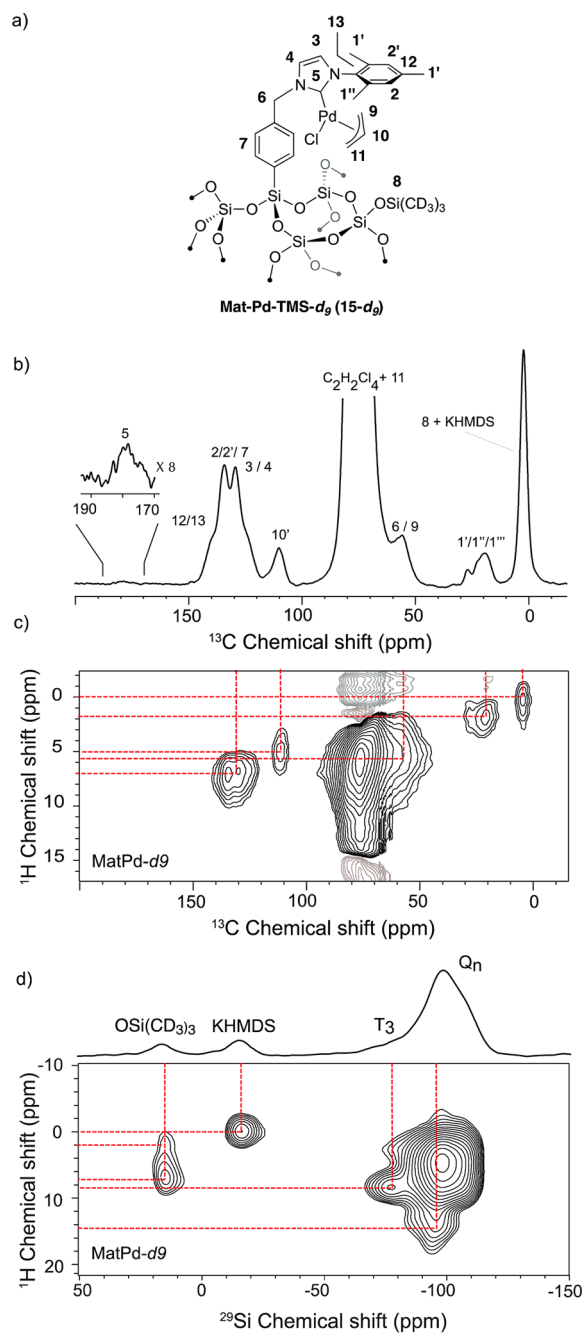 a)
13
3
1'
2'
4
12
5
N
N
1'
1''
2
6
Pd
9
Cl
10
7
11
8
Si
O
Si
O
Si
O
Si
OSi(CD3)3
O
O
O
O
O
Si
O
O
O
O
Mat-Pd-TMS-d9 (15-d9)
b)
C2H2Cl4 + 11
5
X 8
190
170
2/2'/ 7
3 / 4
12/13
10'
8 + KHMDS
6 / 9
1'/1''/1'''
150
100
50
0
13C Chemical shift (ppm)
c)
0
5
10
15
1H Chemical shift (ppm)
MatPd-d9
150
100
50
0
13C Chemical shift (ppm)
d)
Qn
OSi(CD3)3
KHMDS
T3
-10
0
10
20
1H Chemical shift (ppm)
MatPd-d9
50
0
-50
-100
-150
29Si Chemical shift (ppm)